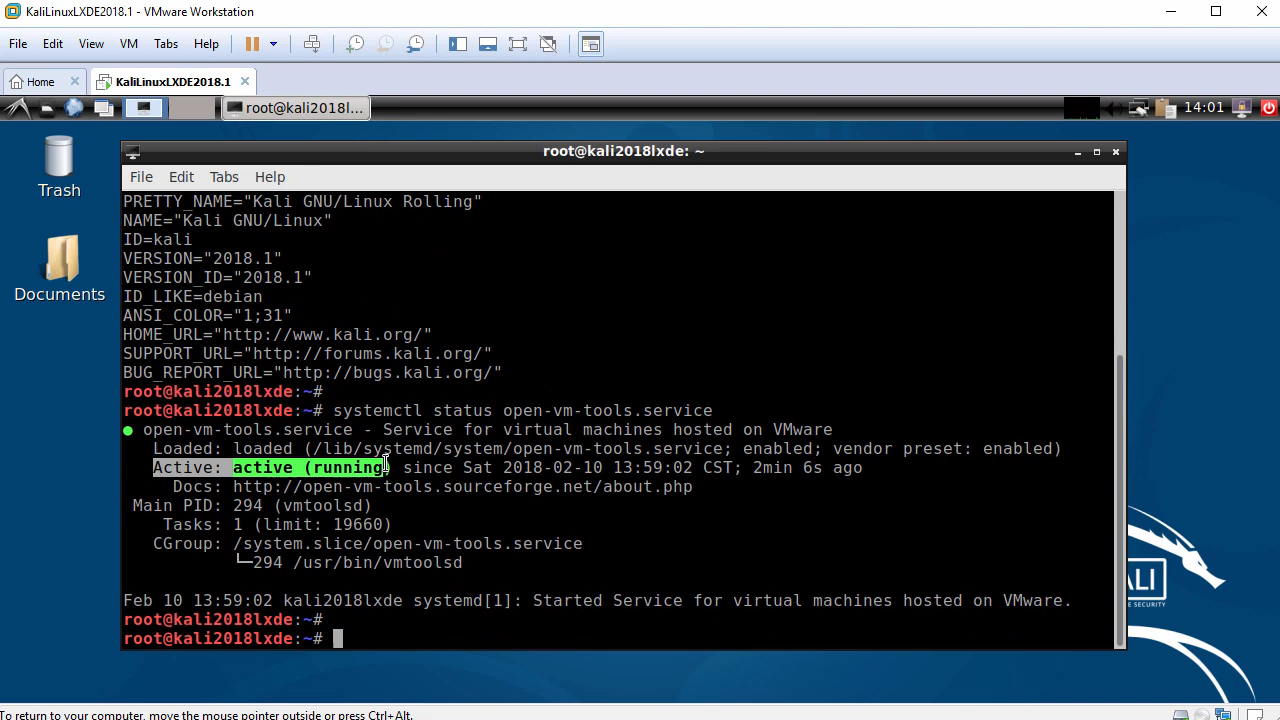 KaliLinuxLXDE2018.1 - VMware Workstation
File Edit View VM Tabs Help
Home KaliLinuxLXDE2018.1
root@kali2018l... 14:01
Trash
Documents
root@kali2018lxde: ~
File Edit Tabs Help
PRETTY_NAME="Kali GNU/Linux Rolling"
NAME="Kali GNU/Linux"
ID=kali
VERSION="2018.1"
VERSION_ID="2018.1"
ID_LIKE=debian
ANSI_COLOR="1;31"
HOME_URL="http://www.kali.org/"
SUPPORT_URL="http://forums.kali.org/"
BUG_REPORT_URL="http://bugs.kali.org/"
root@kali2018lxde:~#
root@kali2018lxde:~# systemctl status open-vm-tools.service
● open-vm-tools.service - Service for virtual machines hosted on VMware
Loaded: loaded (/lib/systemd/system/open-vm-tools.service; enabled; vendor preset: enabled)
Active: active (running) since Sat 2018-02-10 13:59:02 CST; 2min 6s ago
Docs: http://open-vm-tools.sourceforge.net/about.php
Main PID: 294 (vmtoolsd)
Tasks: 1 (limit: 19660)
CGroup: /system.slice/open-vm-tools.service
└─294 /usr/bin/vmtoolsd
Feb 10 13:59:02 kali2018lxde systemd[1]: Started Service for virtual machines hosted on VMware.
root@kali2018lxde:~#
root@kali2018lxde:~#
To return to your computer, move the mouse pointer outside or press Ctrl+Alt.